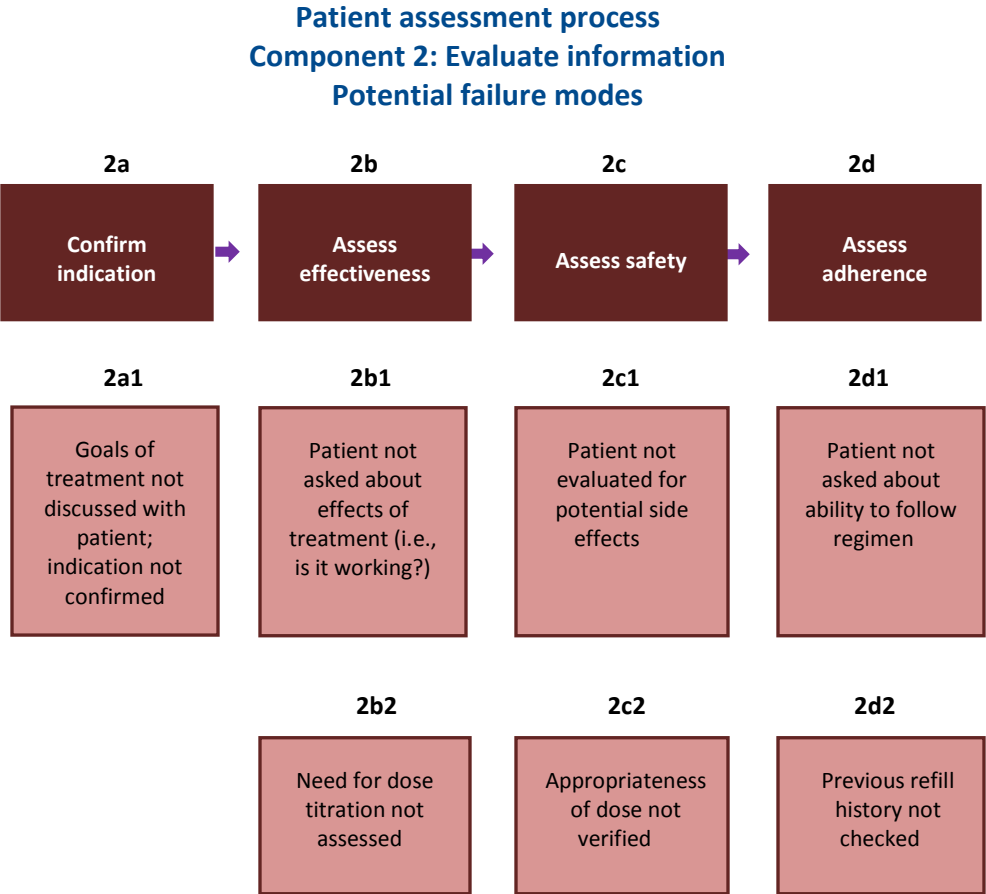 Patient assessment process
Component 2: Evaluate information
Potential failure modes
2a
2b
2c
2d
Confirm
indication
Assess
effectiveness
Assess safety
Assess
adherence
2a1
2b1
2c1
2d1
Goals of
treatment not
discussed with
patient;
indication not
confirmed
Patient not
asked about
effects of
treatment (i.e.,
is it working?)
Patient not
evaluated for
potential side
effects
Patient not
asked about
ability to follow
regimen
2b2
2c2
2d2
Need for dose
titration not
assessed
Appropriateness
of dose not
verified
Previous refill
history not
checked